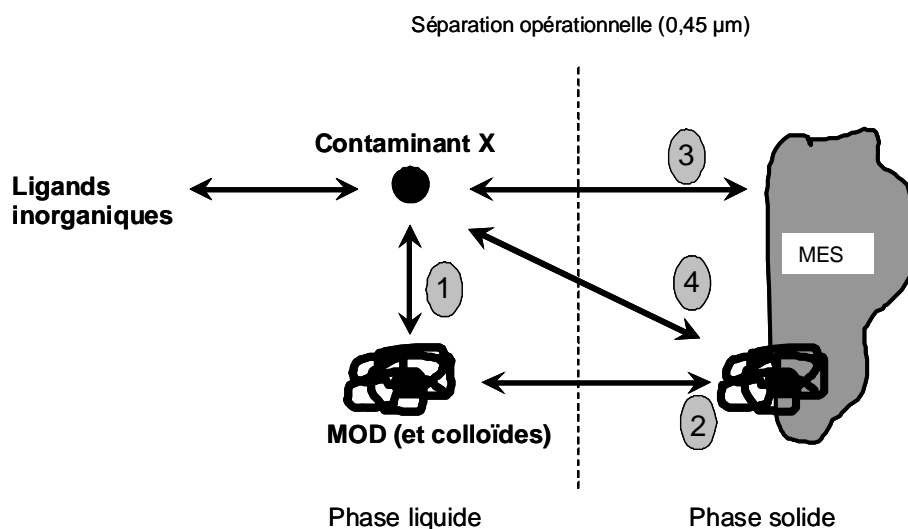 Séparation opérationnelle (0,45 µm)
Contaminant X
3
Ligands
inorganiques
MES
4
1
MOD (et colloïdes)
2
Phase liquide
Phase solide